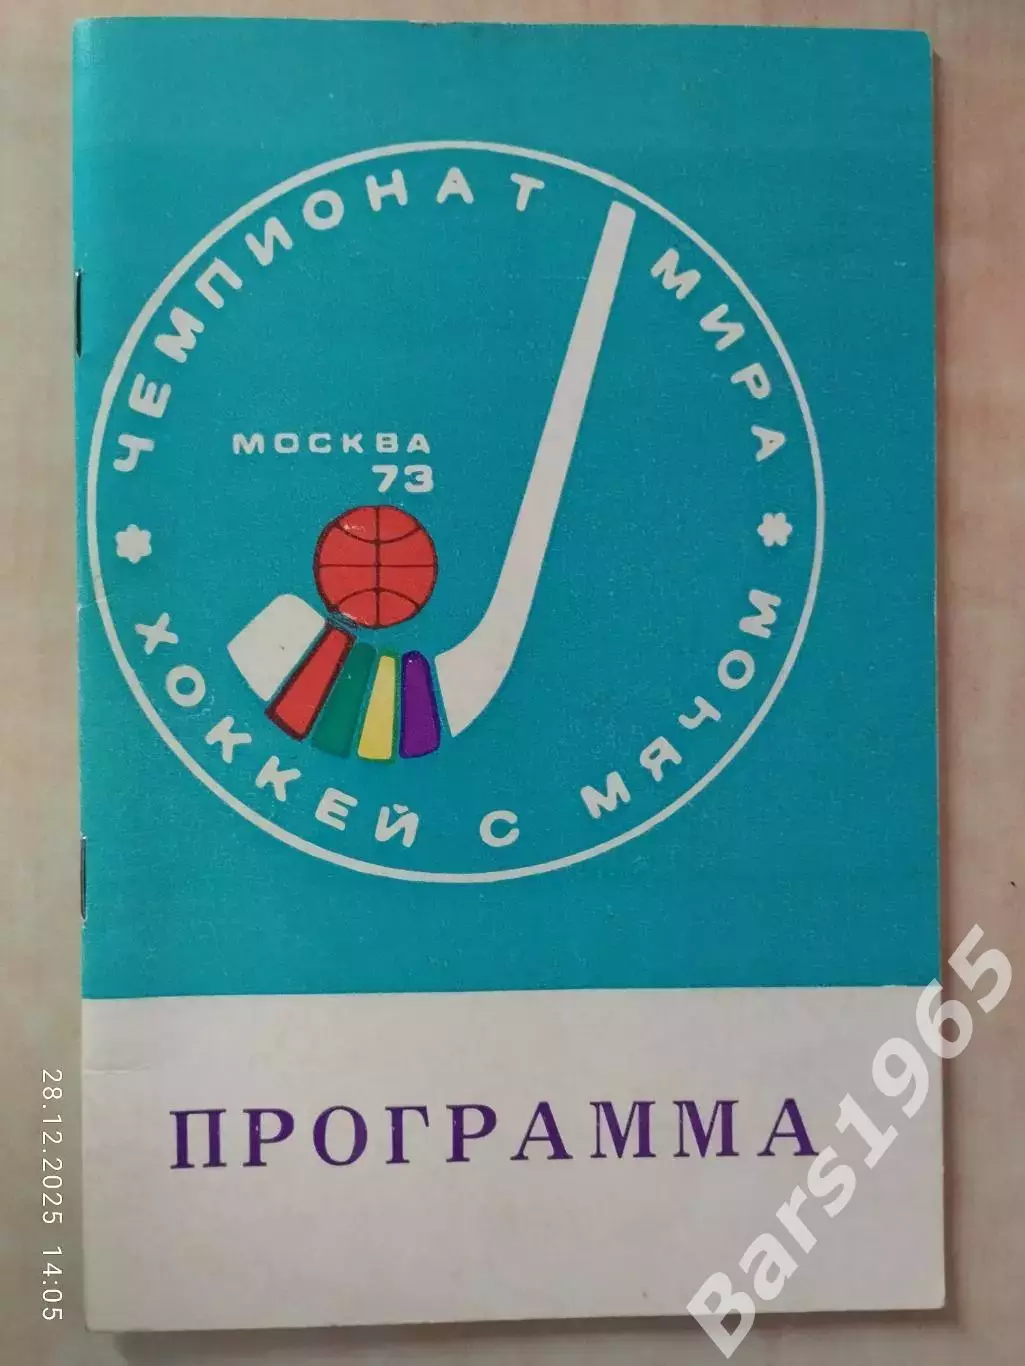 ЧЕМПИОНАТ МИРА
МОСКВА
73
ХОККЕЙ С МЯЧОМ
ПРОГРАММА
28.12.2025 14:05
Bars1965